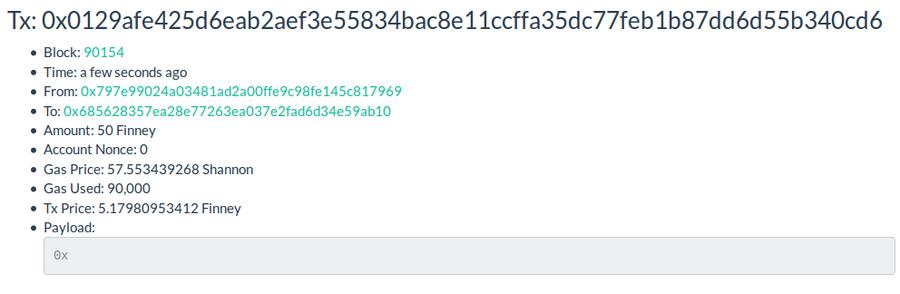 Tx: 0x0129afe425d6eab2aef3e55834bac8e11ccffa35dc77feb1b87dd6d55b340cd6
Block: 90154
Time: a few seconds ago
From: 0x797e99024a03481ad2a00ffe9c98fe145c817969
To: 0x685628357ea28e77263ea037e2fad6d34e59ab10
Amount: 50 Finney
Account Nonce: 0
Gas Price: 57.553439268 Shannon
Gas Used: 90,000
Tx Price: 5.17980953412 Finney
Payload:
0x